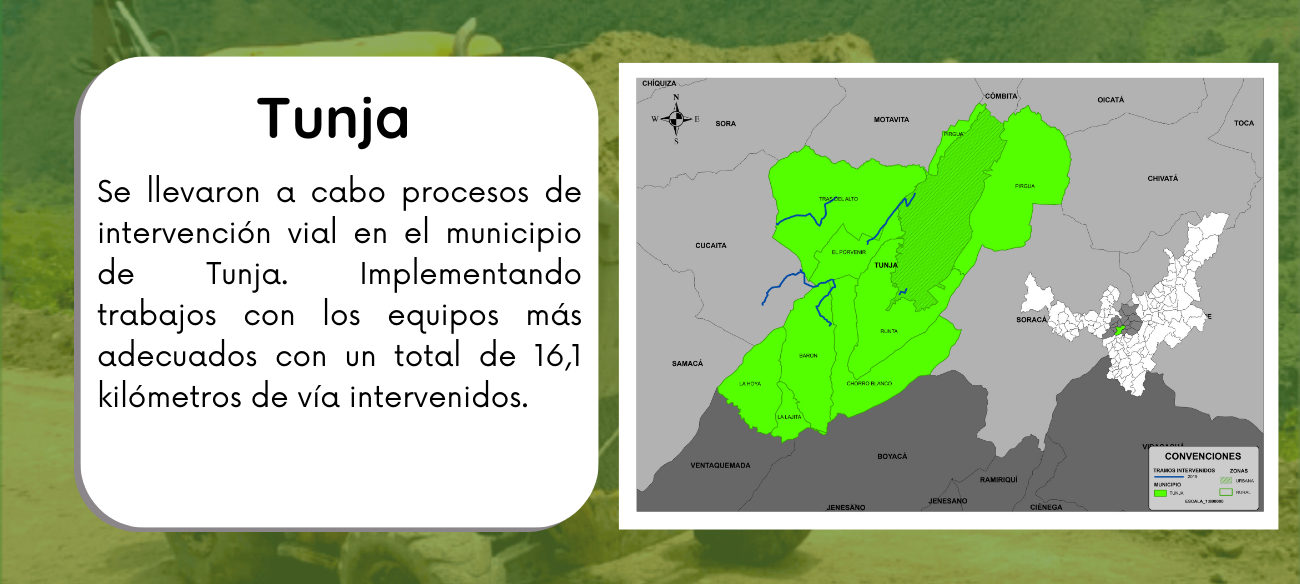 Tunja
Se llevaron a cabo procesos de
intervención vial en el municipio
de Tunja. Implementando
trabajos con los equipos más
adecuados con un total de 16,1
kilómetros de vía intervenidos.
CHÍQUIZA
N
W E
S
SORA
MOTAVITA
CÓMBITA
OICATÁ
TOCA
PIRGUA
PIRGUA
CHIVATÁ
TRAS DEL ALTO
CUCAITA
EL PORVENIR
TUNJA
SORACÁ
RUNTA
SAMACÁ
BARON
LA HOYA
CHORRO BLANCO
LA LAJITA
VENTAQUEMADA
BOYACÁ
RAMIRIQUÍ
JENESANO
JENESANO
CIÉNEGA
CONVENCIONES
TRAMOS INTERVENIDOS
2019
MUNICIPIO
TUNJA
ZONAS
URBANA
RURAL